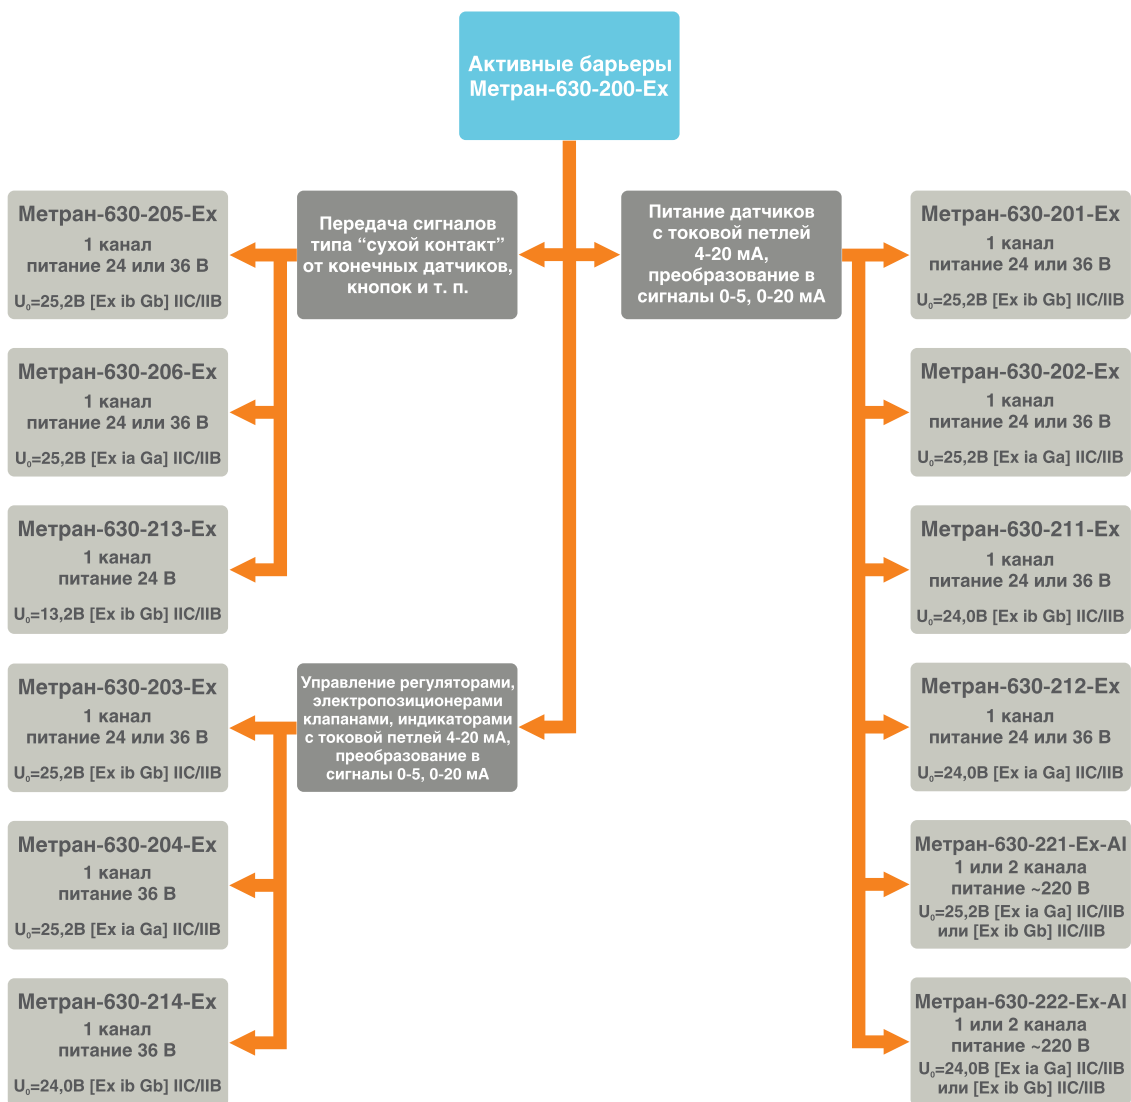 Активные барьеры
Метран-630-200-Ex
Передача сигналов
типа “сухой контакт”
от конечных датчиков,
кнопок и т. п.
Метран-630-205-Ex
1 канал
питание 24 или 36 В
U₀=25,2В [Ex ib Gb] IIC/IIB
Метран-630-206-Ex
1 канал
питание 24 или 36 В
U₀=25,2В [Ex ia Ga] IIC/IIB
Метран-630-213-Ex
1 канал
питание 24 В
U₀=13,2В [Ex ib Gb] IIC/IIB
Управление регуляторами,
электропозиционерами
клапанами, индикаторами
с токовой петлей 4-20 мА,
преобразование в
сигналы 0-5, 0-20 мА
Метран-630-203-Ex
1 канал
питание 24 или 36 В
U₀=25,2В [Ex ib Gb] IIC/IIB
Метран-630-204-Ex
1 канал
питание 36 В
U₀=25,2В [Ex ia Ga] IIC/IIB
Метран-630-214-Ex
1 канал
питание 36 В
U₀=24,0В [Ex ib Gb] IIC/IIB
Питание датчиков
с токовой петлей
4-20 мА,
преобразование в
сигналы 0-5, 0-20 мА
Метран-630-201-Ex
1 канал
питание 24 или 36 В
U₀=25,2В [Ex ib Gb] IIC/IIB
Метран-630-202-Ex
1 канал
питание 24 или 36 В
U₀=25,2В [Ex ia Ga] IIC/IIB
Метран-630-211-Ex
1 канал
питание 24 или 36 В
U₀=24,0В [Ex ib Gb] IIC/IIB
Метран-630-212-Ex
1 канал
питание 24 или 36 В
U₀=24,0В [Ex ia Ga] IIC/IIB
Метран-630-221-Ex-AI
1 или 2 канала
питание ~220 В
U₀=25,2В [Ex ia Ga] IIC/IIB
или [Ex ib Gb] IIC/IIB
Метран-630-222-Ex-AI
1 или 2 канала
питание ~220 В
U₀=24,0В [Ex ia Ga] IIC/IIB
или [Ex ib Gb] IIC/IIB